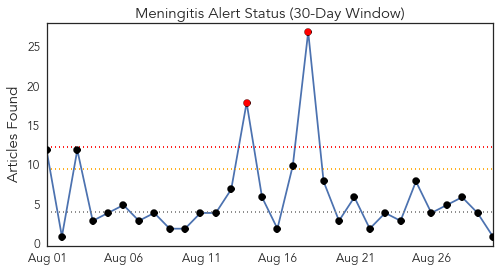 Meningitis Alert Status (30-Day Window)
Articles Found
25
20
15
10
5
0
Aug 01 Aug 06 Aug 11 Aug 16 Aug 21 Aug 26